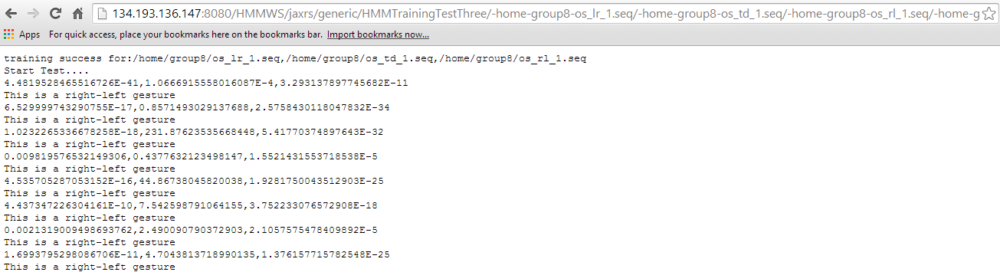 134.193.136.147:8080/HMMWS/jaxrs/generic/HMMTrainingTestThree/-home-group8-os_lr_1.seq/-home-group8-os_td_1.seq/-home-group8-os_rl_1.seq/-home-g
Apps For quick access, place your bookmarks here on the bookmarks bar. Import bookmarks now...
training success for:/home/group8/os_lr_1.seq,/home/group8/os_td_1.seq,/home/group8/os_rl_1.seq
Start Test....
4.4819528465516726E-41,1.0666915558016087E-4,3.293137897745682E-11
This is a right-left gesture
6.529999743290755E-17,0.8571493029137688,2.5758430118047832E-34
This is a right-left gesture
1.0232265336678258E-18,231.87623535668448,5.41770374897643E-32
This is a right-left gesture
0.009819576532149306,0.4377632123498147,1.5521431553718538E-5
This is a right-left gesture
4.535705287053152E-16,44.86738045820038,1.9281750043512903E-25
This is a right-left gesture
4.437347226304161E-10,7.542598791064155,3.752233076572908E-18
This is a right-left gesture
0.0021319009498693762,2.490090790372903,2.1057575478409892E-5
This is a right-left gesture
1.6993795298086706E-11,4.7043813718990135,1.376157715782548E-25
This is a right-left gesture